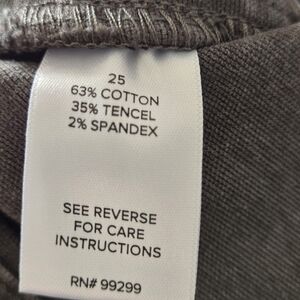 25
63% COTTON
35% TENCEL
2% SPANDEX
SEE REVERSE
FOR CARE
INSTRUCTIONS
RN# 99299